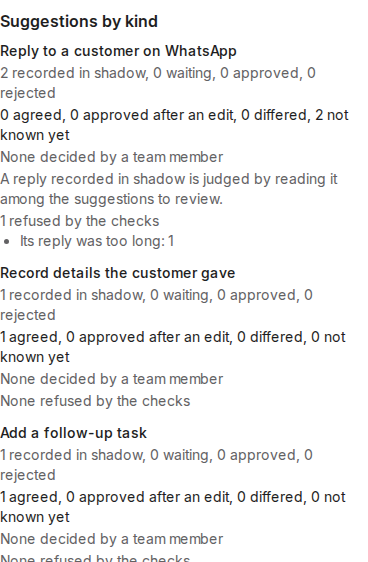 Suggestions by kind
Reply to a customer on WhatsApp
2 recorded in shadow, 0 waiting, 0 approved, 0
rejected
0 agreed, 0 approved after an edit, 0 differed, 2 not
known yet
None decided by a team member
A reply recorded in shadow is judged by reading it
among the suggestions to review.
1 refused by the checks
• Its reply was too long: 1
Record details the customer gave
1 recorded in shadow, 0 waiting, 0 approved, 0
rejected
1 agreed, 0 approved after an edit, 0 differed, 0 not
known yet
None decided by a team member
None refused by the checks
Add a follow-up task
1 recorded in shadow, 0 waiting, 0 approved, 0
rejected
1 agreed, 0 approved after an edit, 0 differed, 0 not
known yet
None decided by a team member
None refused by the checks